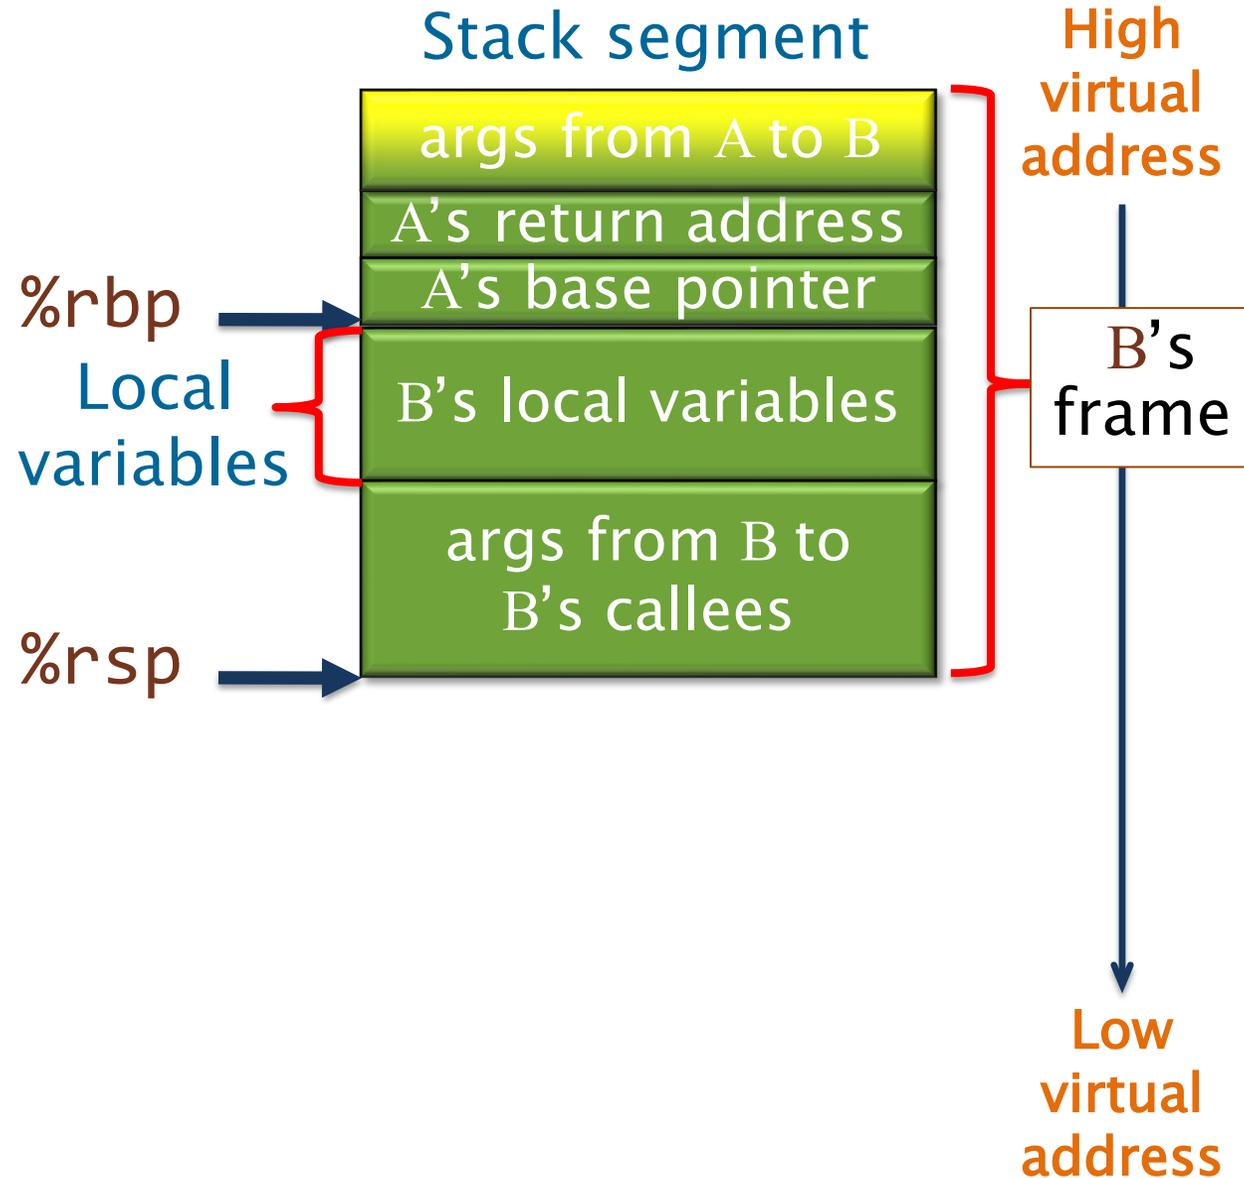 Stack segment
High
virtual
address
args from A to B
A's return address
%rbp
A's base pointer
B's
frame
Local
variables
B's local variables
args from B to
B's callees
%rsp
Low
virtual
address